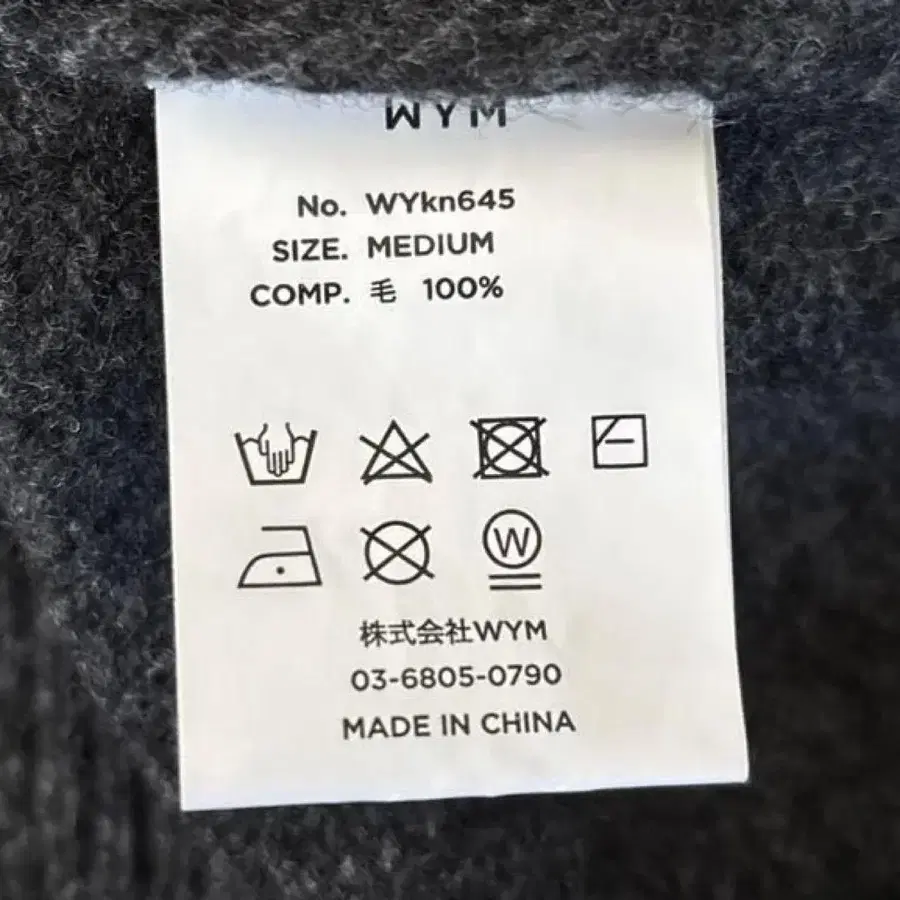 WYM
No. WYkn645
SIZE. MEDIUM
COMP. 毛 100%
W
株式会社WYM
03-6805-0790
MADE IN CHINA